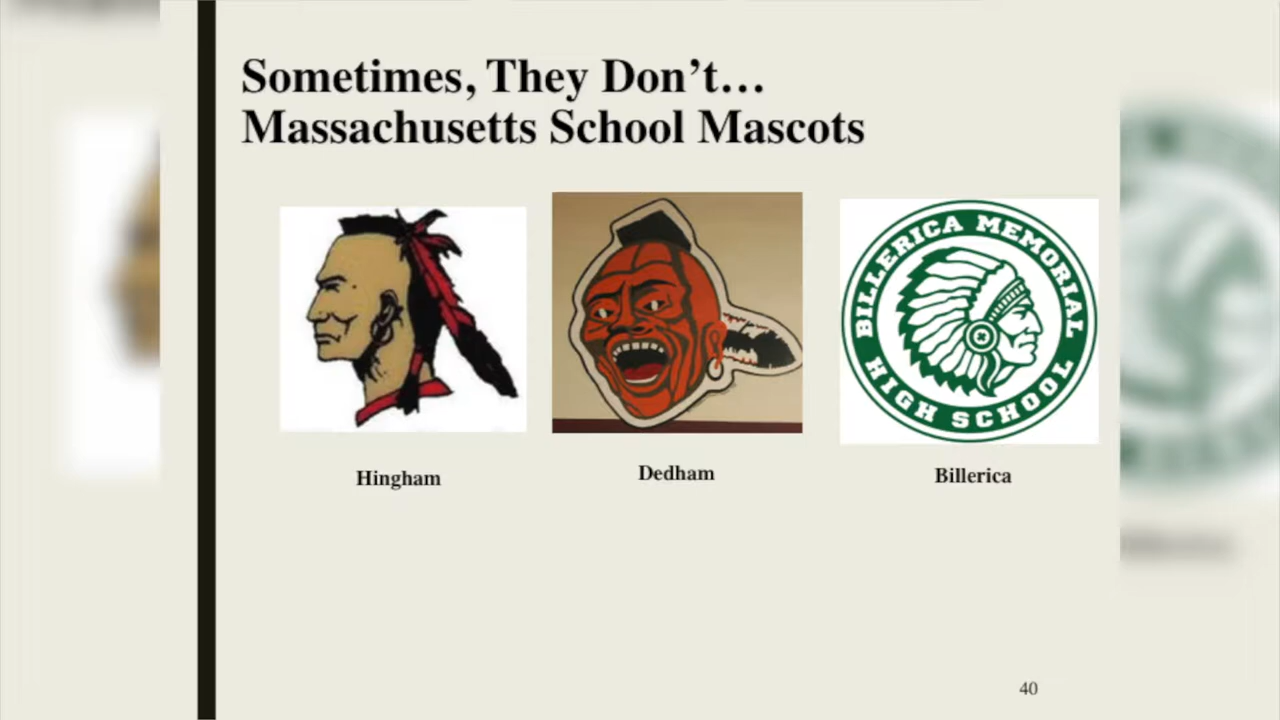 Sometimes, They Don’t…
Massachusetts School Mascots
BILLERICA MEMORIAL
HIGH SCHOOL
Hingham
Dedham
Billerica
40